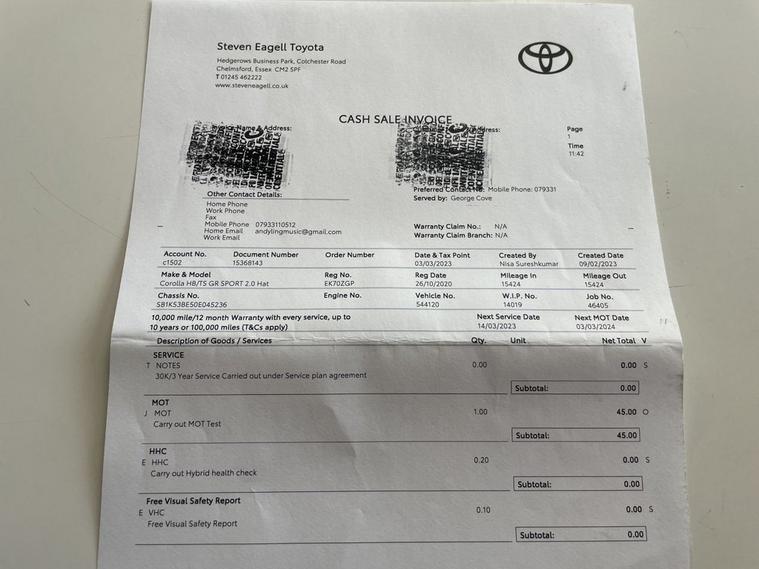 Steven Eagell Toyota
Hedgerows Business Park, Colchester Road
Chelmsford, Essex CM2 5PF
T 01245 462222
www.steveneagell.co.uk
CASH SALE INVOICE
Name & Address:
Page
1
Time
11:42
Preferred Mobile Phone: 079331
Served by: George Cove
Other Contact Details:
Home Phone
Work Phone
Fax
Mobile Phone 07933110512
Home Email andylingmusic@gmail.com
Work Email
Warranty Claim No.: N/A
Warranty Claim Branch: N/A
Account No. Document Number Order Number Date & Tax Point Created By Created Date
c1502 15368143 03/03/2023 Nisa Sureshkumar 09/02/2023
Make & Model Reg No. Reg Date Mileage In Mileage Out
Corolla HB/TS GR SPORT 2.0 Hat EK70ZGP 26/10/2020 15424 15424
Chassis No. Engine No. Vehicle No. W.I.P. No. Job No.
SB1K53BE50E045236 544120 14019 46405
10,000 mile/12 month Warranty with every service, up to
10 years or 100,000 miles (T&Cs apply)
Next Service Date Next MOT Date
14/03/2023 03/03/2024
Description of Goods / Services Qty. Unit Net Total V
SERVICE
T NOTES 0.00 0.00 S
30K/3 Year Service Carried out under Service plan agreement
Subtotal: 0.00
MOT
J MOT 1.00 45.00 O
Carry out MOT Test
Subtotal: 45.00
HHC
E HHC 0.20 0.00 S
Carry out Hybrid health check
Subtotal: 0.00
Free Visual Safety Report
E VHC 0.10 0.00 S
Free Visual Safety Report
Subtotal: 0.00